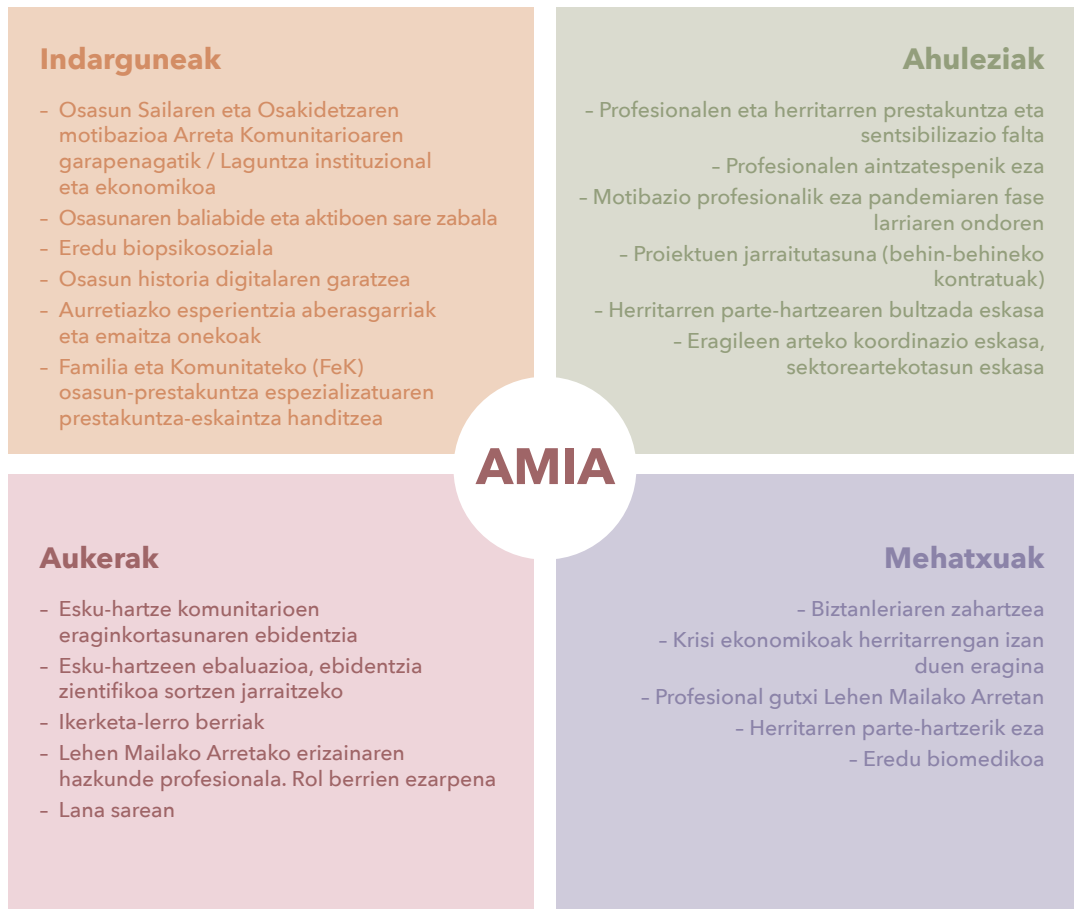 Indarguneak
– Osasun Sailaren eta Osakidetzaren
motibazioa Arreta Komunitarioaren
garapenagatik / Laguntza instituzional
eta ekonomikoa
– Osasunaren baliabide eta aktiboen sare zabala
– Eredu biopsikosoziala
– Osasun historia digitalaren garatzea
– Aurretiazko esperientzia aberasgarriak
eta emaitza onekoak
– Familia eta Komunitateko (FeK)
osasun-prestakuntza espezializatuaren
prestakuntza-eskaintza handitzea
Ahuleziak
– Profesionalen eta herritarren prestakuntza eta
sentsibilizazio falta
– Profesionalen aintzatespenik eza
– Motibazio profesionalik eza pandemiaren fase
larriaren ondoren
– Proiektuen jarraitutasuna (behin-behineko
kontratuak)
– Herritarren parte-hartzearen bultzada eskasa
– Eragileen arteko koordinazio eskasa,
sektoreartekotasun eskasa
AMIA
Aukerak
– Esku-hartze komunitarioen
eraginkortasunaren ebidentzia
– Esku-hartzeen ebaluazioa, ebidentzia
zientifikoa sortzen jarraitzeko
– Ikerketa-lerro berriak
– Lehen Mailako Arretako erizainaren
hazkunde profesionala. Rol berrien ezarpena
– Lana sarean
Mehatxuak
– Biztanleriaren zahartzea
– Krisi ekonomikoak herritarrengan izan
duen eragina
– Profesional gutxi Lehen Mailako Arretan
– Herritarren parte-hartzerik eza
– Eredu biomedikoa